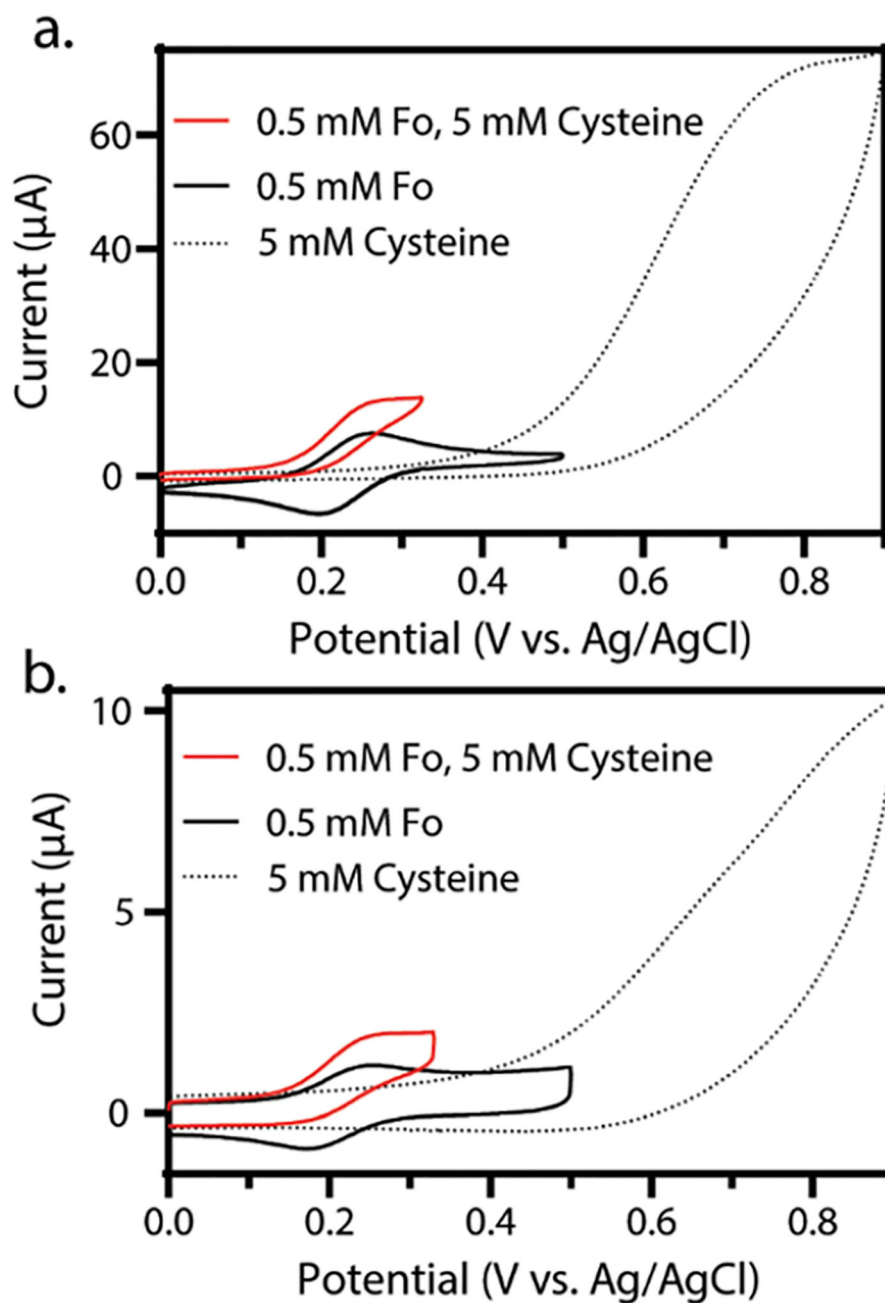 a.
60
40
20
0
Current (µA)
0.5 mM Fo, 5 mM Cysteine
0.5 mM Fo
5 mM Cysteine
0.0 0.2 0.4 0.6 0.8
Potential (V vs. Ag/AgCl)
b.
10
5
0
Current (µA)
0.5 mM Fo, 5 mM Cysteine
0.5 mM Fo
5 mM Cysteine
0.0 0.2 0.4 0.6 0.8
Potential (V vs. Ag/AgCl)